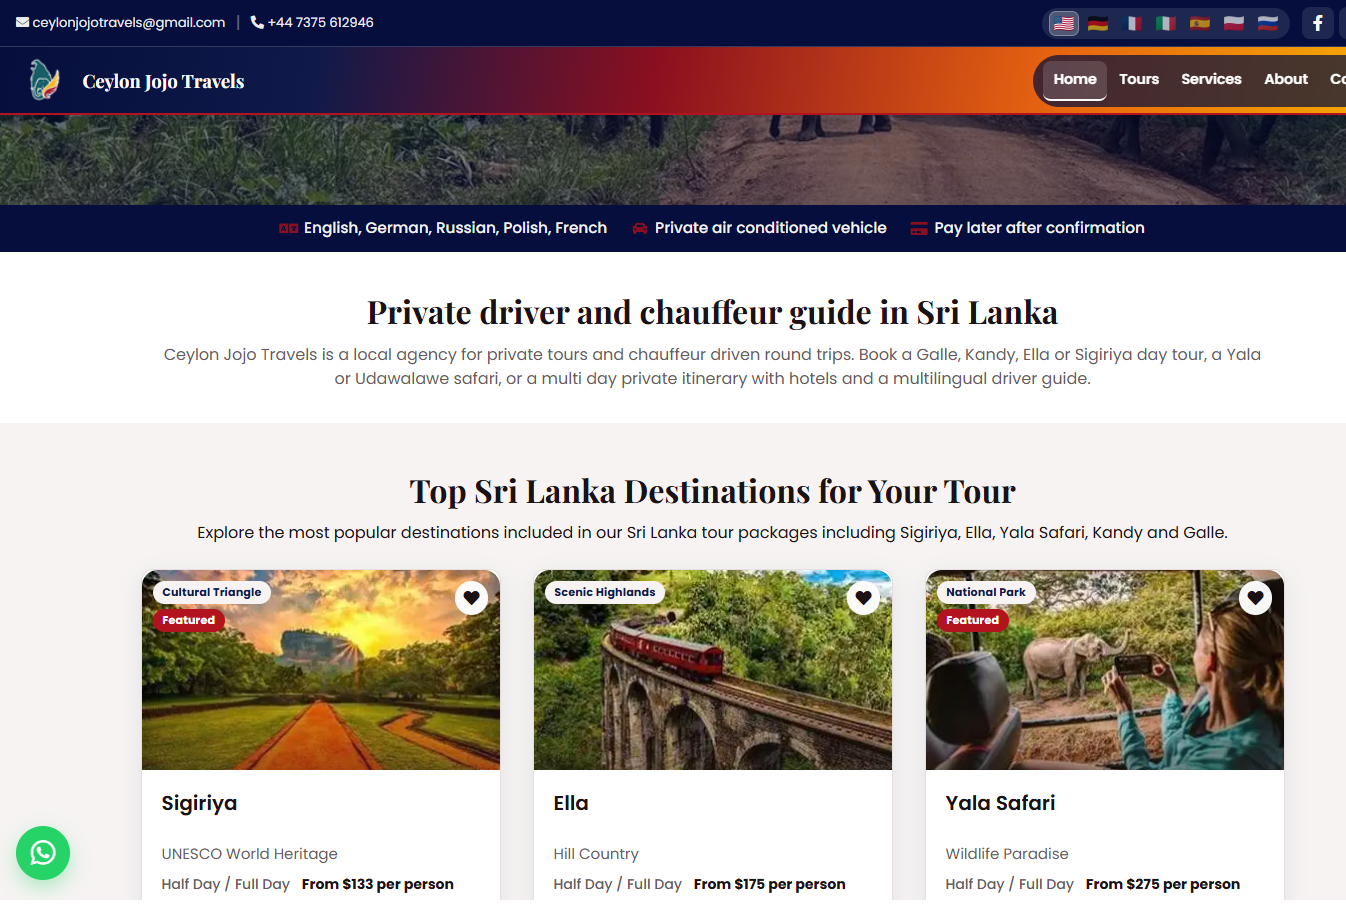 ceylonjojotravels@gmail.com | +44 7375 612946
Ceylon Jojo Travels
Home Tours Services About
English, German, Russian, Polish, French Private air conditioned vehicle Pay later after confirmation
Private driver and chauffeur guide in Sri Lanka
Ceylon Jojo Travels is a local agency for private tours and chauffeur driven round trips. Book a Galle, Kandy, Ella or Sigiriya day tour, a Yala
or Udawalawe safari, or a multi day private itinerary with hotels and a multilingual driver guide.
Top Sri Lanka Destinations for Your Tour
Explore the most popular destinations included in our Sri Lanka tour packages including Sigiriya, Ella, Yala Safari, Kandy and Galle.
Cultural Triangle
Featured
Sigiriya
UNESCO World Heritage
Half Day / Full Day From $133 per person
Scenic Highlands
Ella
Hill Country
Half Day / Full Day From $175 per person
National Park
Featured
Yala Safari
Wildlife Paradise
Half Day / Full Day From $275 per person